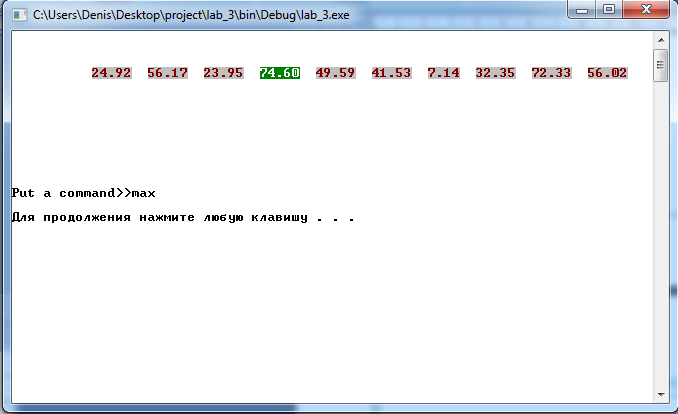 C:\Users\Denis\Desktop\project\lab_3\bin\Debug\lab_3.exe
24.92 56.17 23.95 74.60 49.59 41.53 7.14 32.35 72.33 56.02
Put a command>>max
Для продолжения нажмите любую клавишу . . .